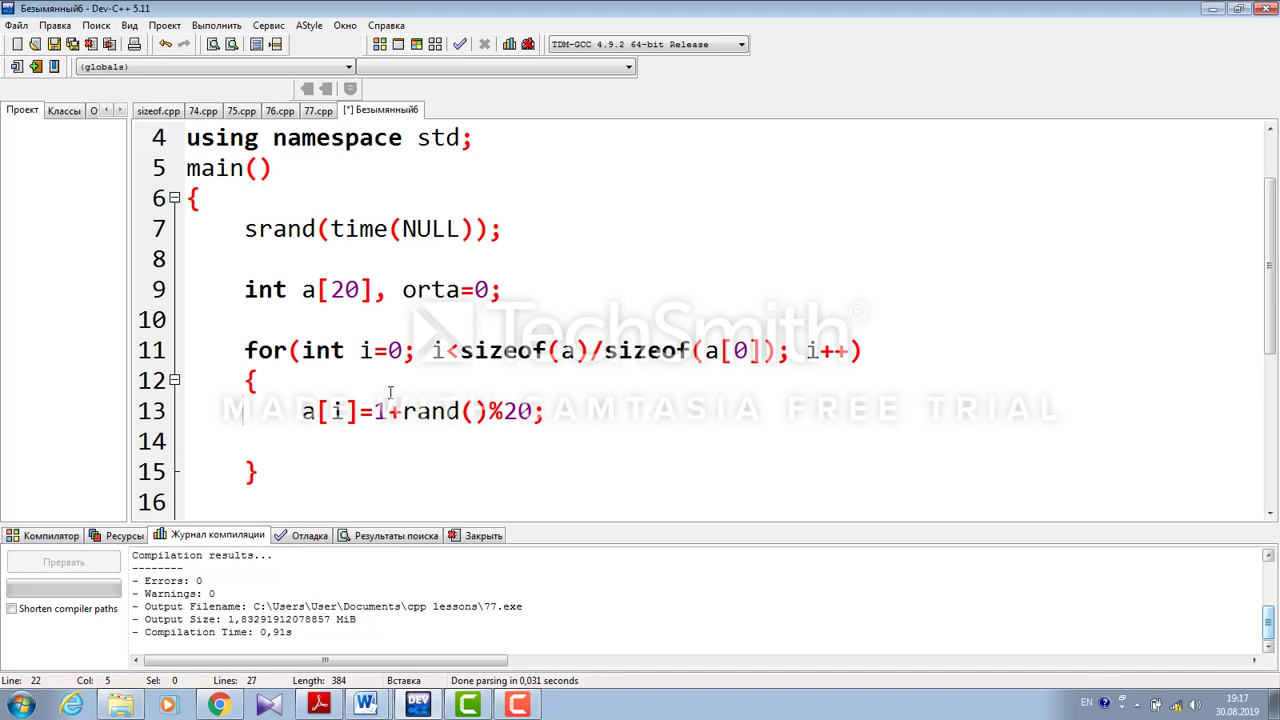 Безымянный6 - Dev-C++ 5.11
Файл Правка Поиск Вид Проект Выполнить Сервис AStyle Окно Справка
TDM-GCC 4.9.2 64-bit Release
(globals)
Проект Классы О sizeof.cpp 74.cpp 75.cpp 76.cpp 77.cpp [*] Безымянный6
4 using namespace std;
5 main()
6 {
7 srand(time(NULL));
8
9 int a[20], orta=0;
10
11 for(int i=0; i<sizeof(a)/sizeof(a[0]); i++)
12 {
13 a[i]=1+rand()%20;
14
15 }
16
TechSmith®
MADE WITH CAMTASIA FREE TRIAL
Компилятор Ресурсы Журнал компиляции Отладка Результаты поиска Закрыть
Прервать
Shorten compiler paths
Compilation results...
--------
- Errors: 0
- Warnings: 0
- Output Filename: C:\Users\User\Documents\cpp lessons\77.exe
- Output Size: 1,83291912078857 MiB
- Compilation Time: 0,91s
Line: 22 Col: 5 Sel: 0 Lines: 27 Length: 384 Вставка Done parsing in 0,031 seconds
DEV
EN 19:17
30.08.2019